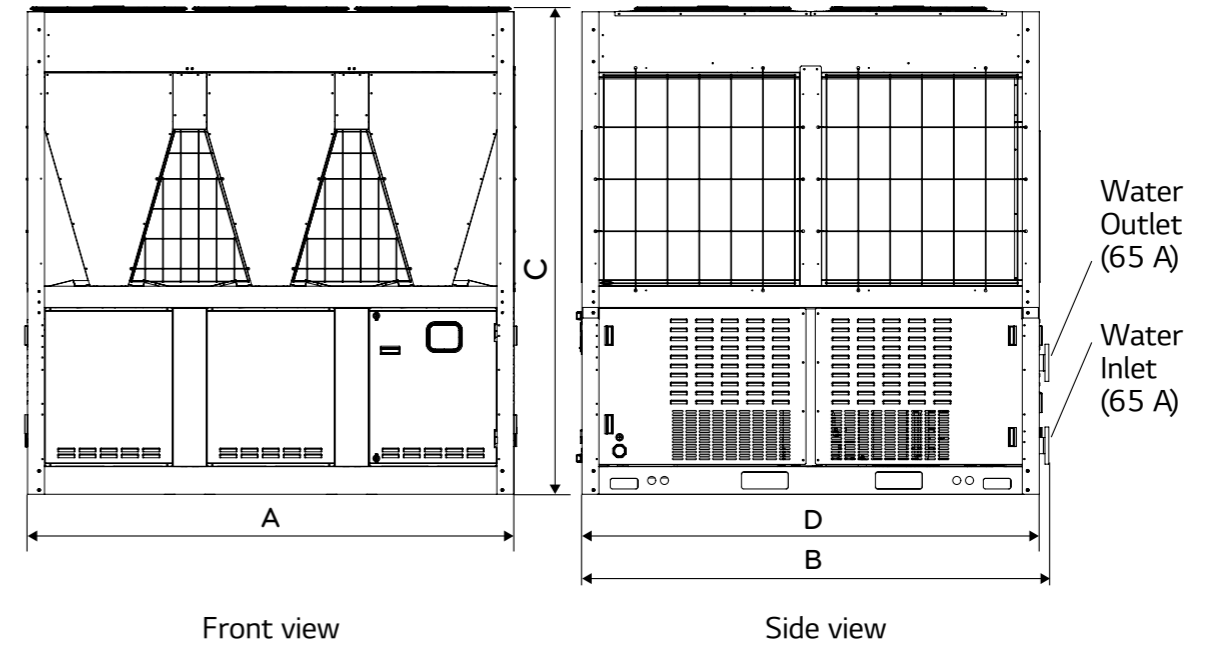 C
Water
Outlet
(65 A)
Water
Inlet
(65 A)
A
D
B
Front view
Side view